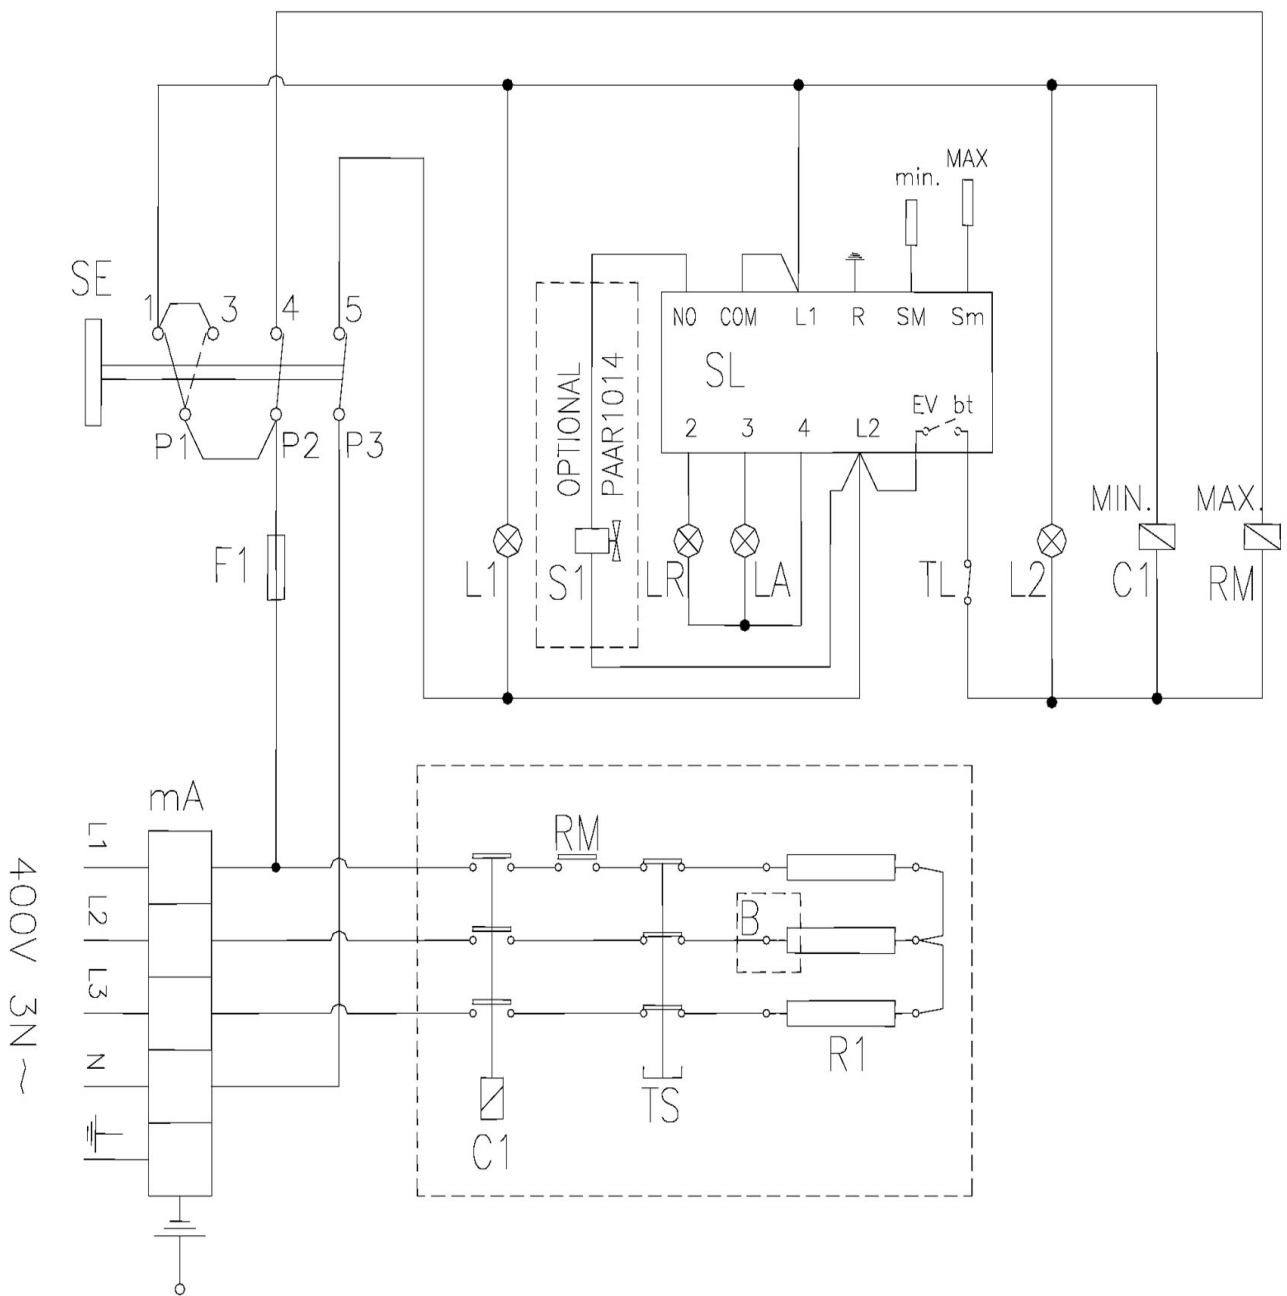 MAX
min.
SE
1
3
4
5
NO
COM
L1
R
SM
Sm
SL
OPTIONAL
PAAR1014
EV
bt
2
3
4
L2
P1
P2
P3
MIN.
MAX.
F1
L1
S1
LR
LA
TL
L2
C1
RM
mA
RM
L1
B
L2
L3
R1
N
TS
C1
400V 3N~